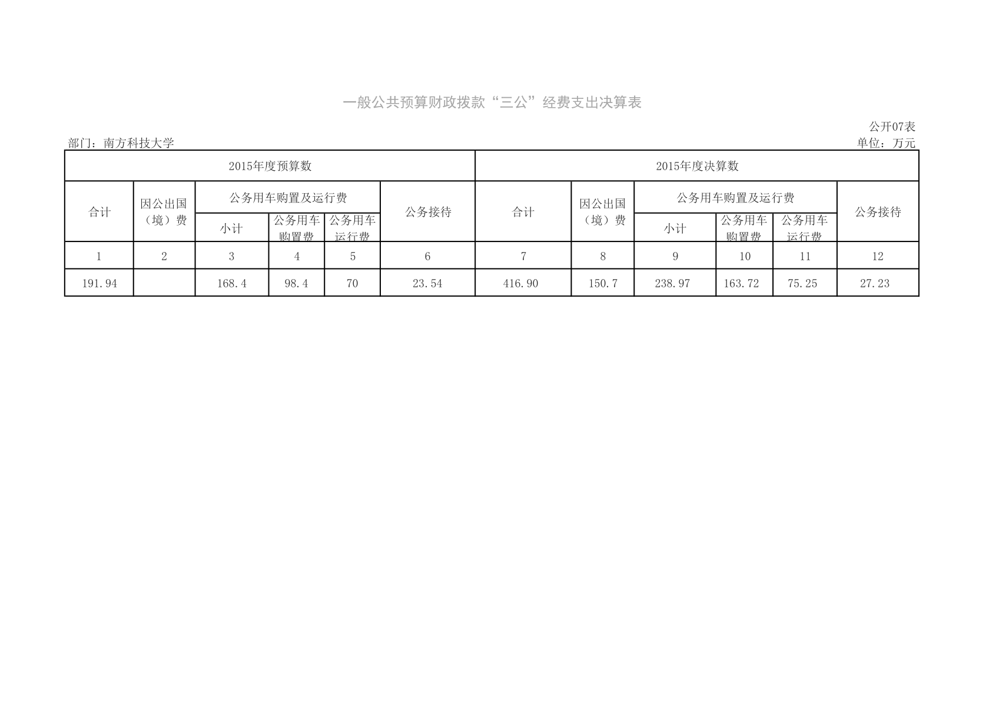 一般公共预算财政拨款“三公”经费支出决算表
公开07表
部门：南方科技大学 单位：万元
2015年度预算数 2015年度决算数
合计 因公出国（境）费 公务用车购置及运行费 公务接待 合计 因公出国（境）费 公务用车购置及运行费 公务接待
小计 公务用车购置费 公务用车运行费 小计 公务用车购置费 公务用车运行费
1 2 3 4 5 6 7 8 9 10 11 12
191.94 168.4 98.4 70 23.54 416.90 150.7 238.97 163.72 75.25 27.23